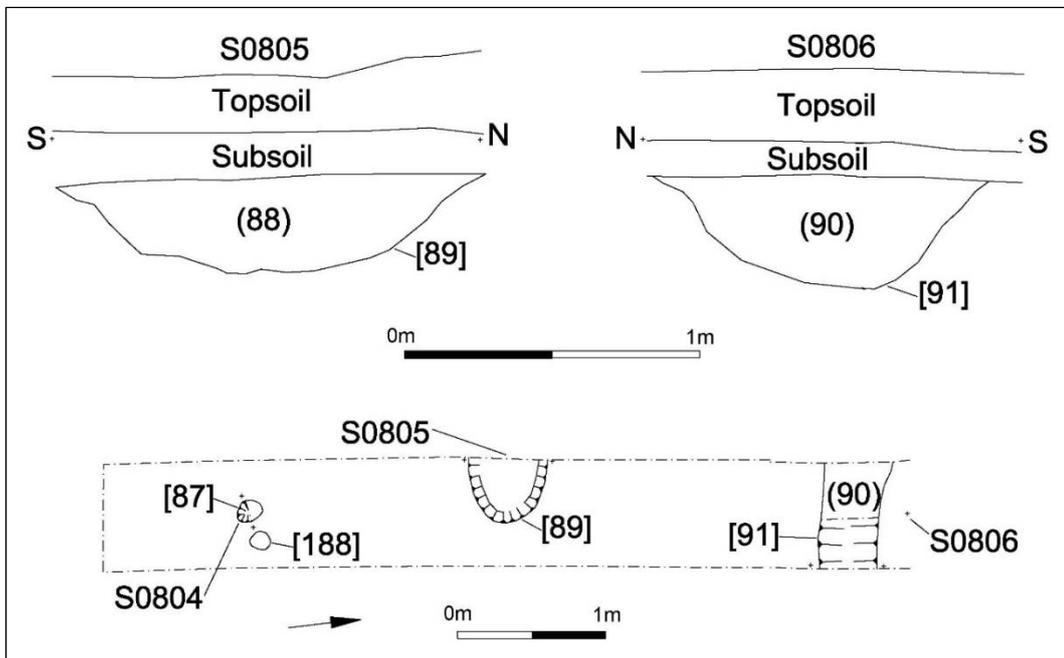 S0805
Topsoil
S N
Subsoil
(88)
[89]
S0806
Topsoil
N S
Subsoil
(90)
[91]
0m 1m
S0805
[87]
[188]
S0804
[89]
(90)
[91]
S0806
0m 1m